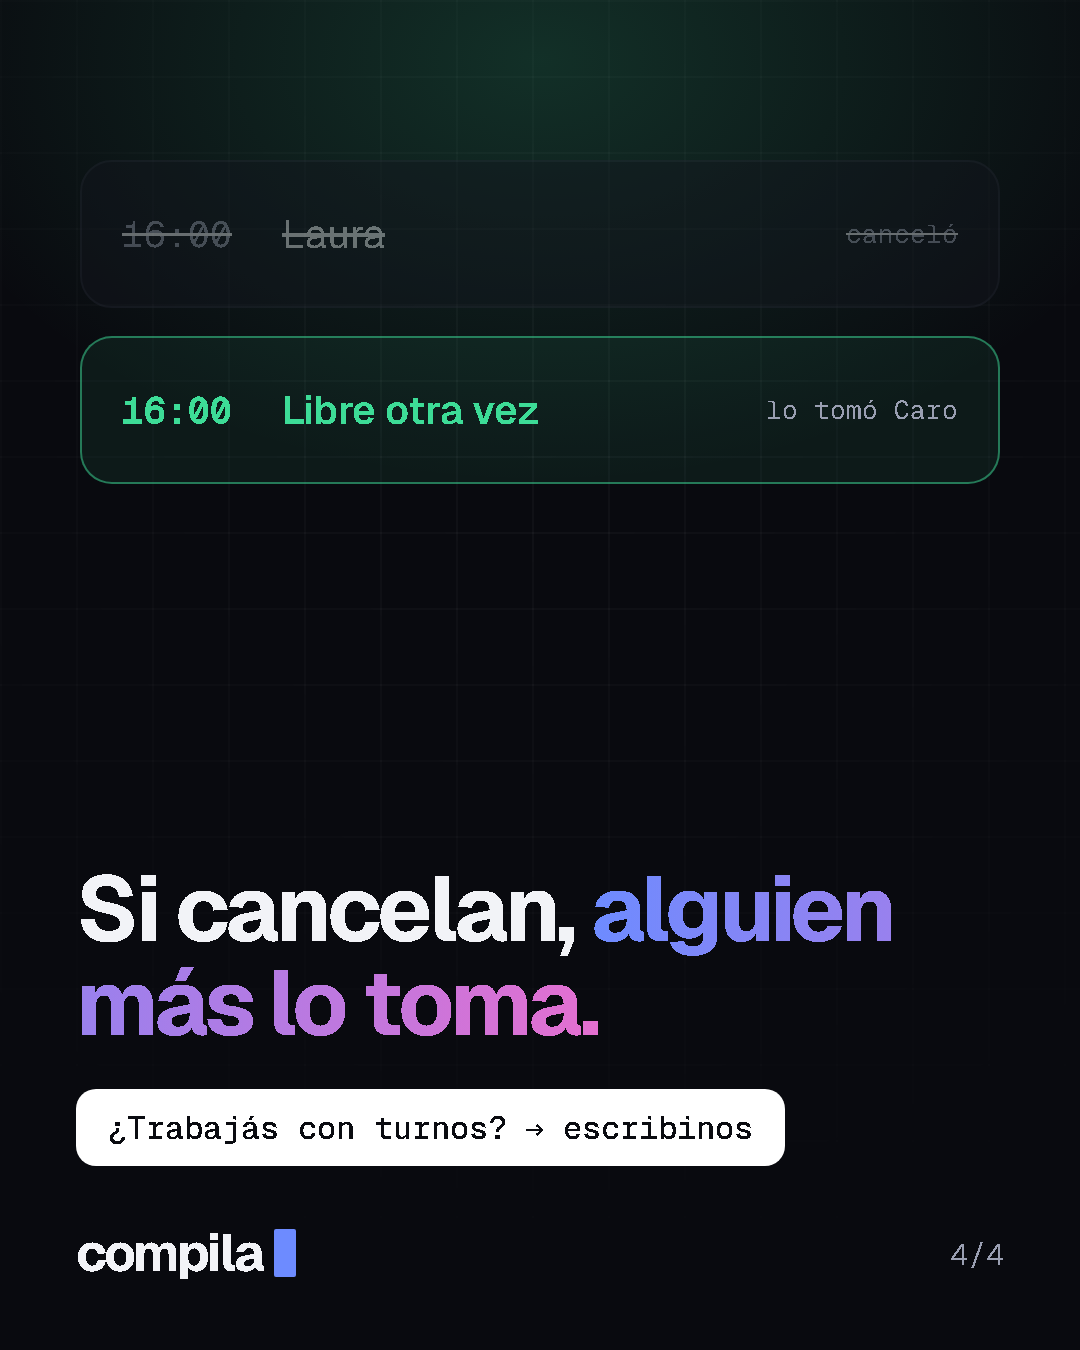 16:00 Laura canceló
16:00 Libre otra vez lo tomó Caro
Si cancelan, alguien
más lo toma.
¿Trabajás con turnos? → escribinos
compila
4/4